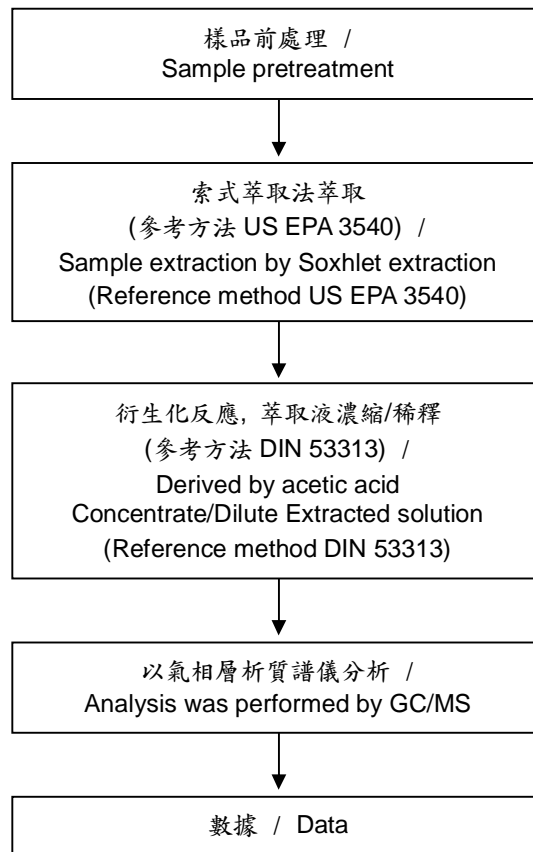 樣品前處理 /
Sample pretreatment
索式萃取法萃取
(參考方法 US EPA 3540) /
Sample extraction by Soxhlet extraction
(Reference method US EPA 3540)
衍生化反應, 萃取液濃縮/稀釋
(參考方法 DIN 53313) /
Derived by acetic acid
Concentrate/Dilute Extracted solution
(Reference method DIN 53313)
以氣相層析質譜儀分析 /
Analysis was performed by GC/MS
數據 / Data